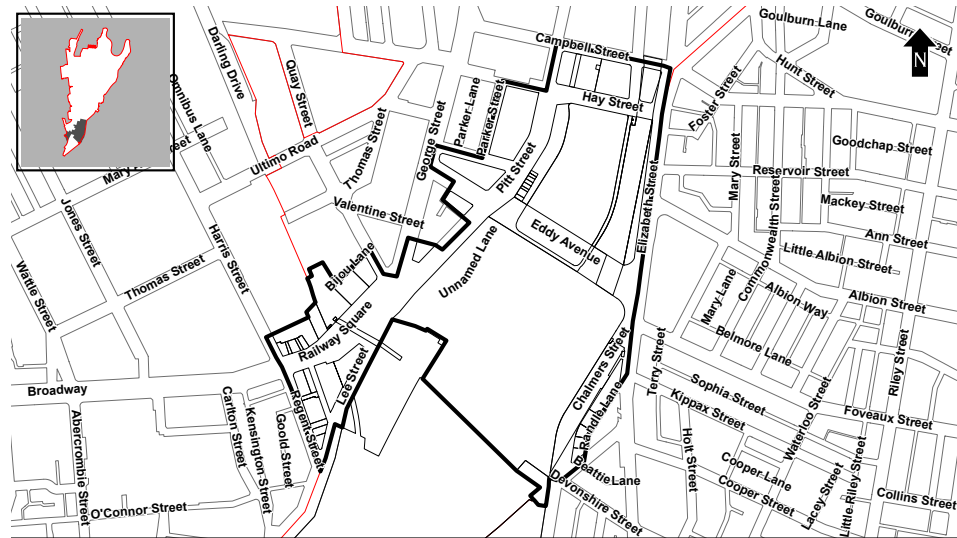 Goulburn Lane
Goulburn Street
N
Campbell Street
Darling Drive
Quay Street
Omnibus Lane
Parker Lane
Parker Street
Hay Street
Hunt Street
Foster Street
George Street
Thomas Street
Ultimo Road
Mary Street
Pitt Street
Goodchap Street
Reservoir Street
Mary Street
Commonwealth Street
Mackey Street
Valentine Street
Jones Street
Harris Street
Eddy Avenue
Elizabeth Street
Ann Street
Little Albion Street
Bijou Lane
Unnamed Lane
Thomas Street
Wattle Street
Mary Lane
Albion Way
Albion Street
Railway Square
Belmore Lane
Lee Street
Chalmers Street
Terry Street
Sophia Street
Riley Street
Broadway
Carlton Street
Kensington Street
Goold Street
Regent Street
Randle Lane
Kippax Street
Foveaux Street
Waterloo Street
Abercrombie Street
Holt Street
Cooper Lane
Beattie Lane
Devonshire Street
Cooper Street
Lacey Street
Little Riley Street
Collins Street
O'Connor Street